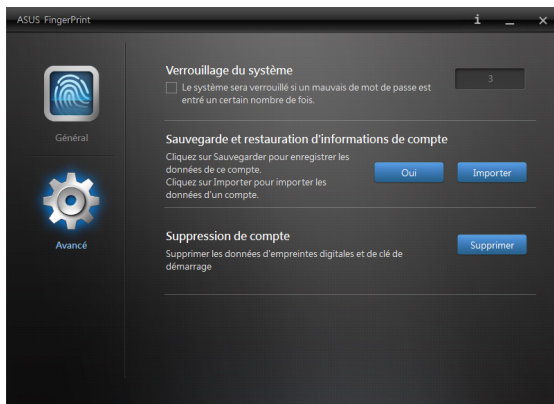 ASUS FingerPrint
i
Verrouillage du système
Le système sera verrouillé si un mauvais de mot de passe est
entré un certain nombre de fois.
3
Général
Sauvegarde et restauration d'informations de compte
Cliquez sur Sauvegarder pour enregistrer les
données de ce compte.
Cliquez sur Importer pour importer les
données d'un compte.
Oui
Importer
Avancé
Suppression de compte
Supprimer les données d'empreintes digitales et de clé de
démarrage
Supprimer